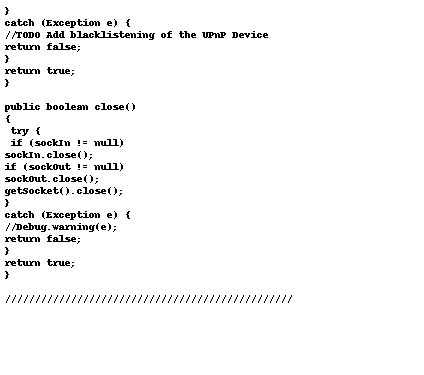 }
catch (Exception e) {
//TODO Add blacklistening of the UPnP Device
return false;
}
return true;
}

public boolean close()
{
try {
if (sockIn != null)
sockIn.close();
if (sockOut != null)
sockOut.close();
getSocket().close();
}
catch (Exception e) {
//Debug.warning(e);
return false;
}
return true;
}

////////////////////////////////////////////////